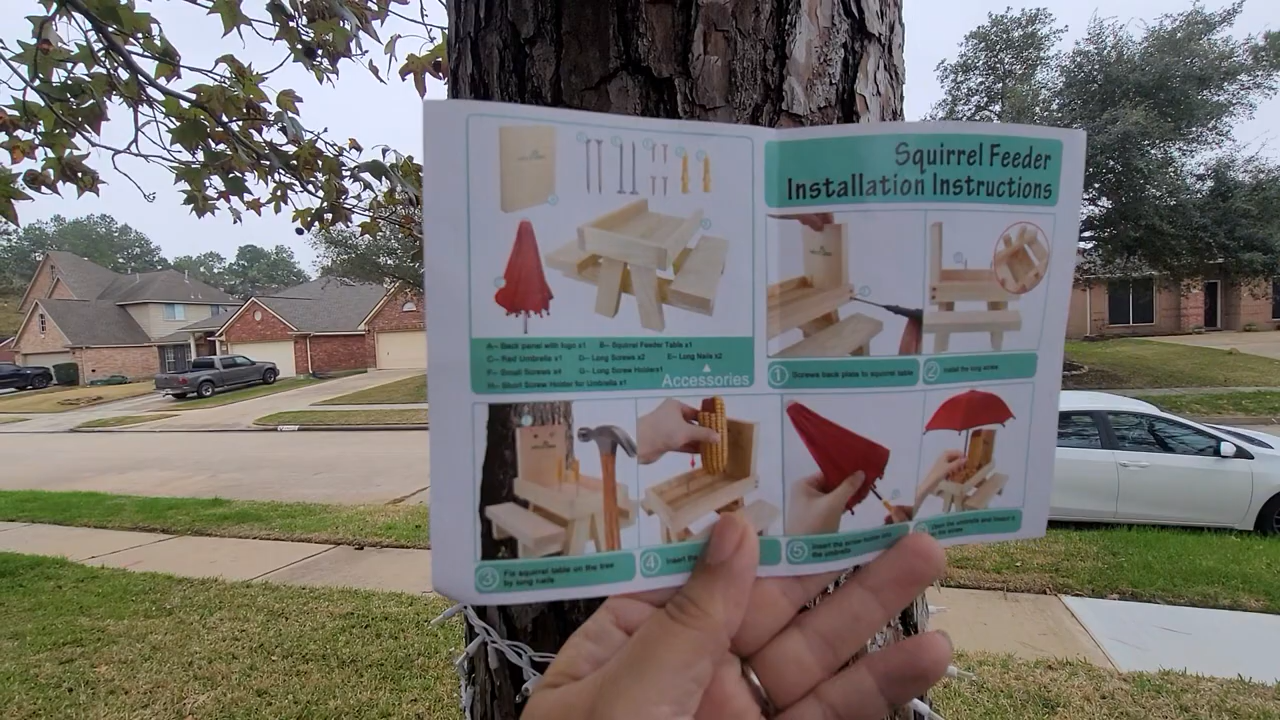 Squirrel Feeder
Installation Instructions
A- Back panel with logo x1 B- Squirrel Feeder Table x1
C- Red Umbrella x1 D- Long Screws x2 E- Long Nails x2
F- Small Screws x4 G- Long Screw Holders1
H- Short Screw Holder for Umbrella x1
Accessories
1 Screws back plate to squirrel table
2 Install the long screw
3 Fix squirrel table on the tree
by long nails
4 Insert the
5 Insert the screw holder into
the umbrella
Open the umbrella and insert it
the screw